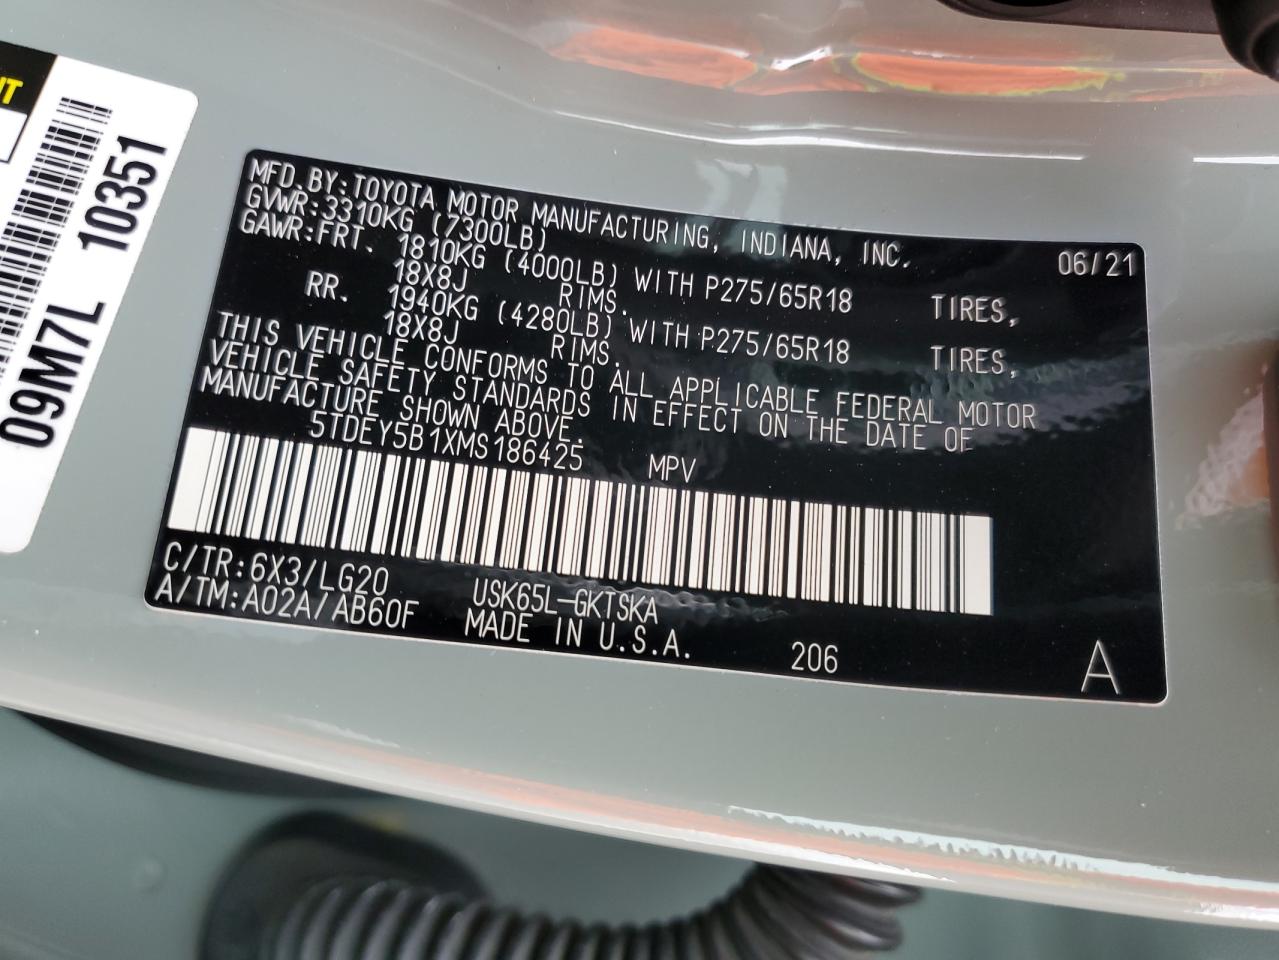 NT
09M7L 10351
MFD.BY:TOYOTA MOTOR MANUFACTURING, INDIANA, INC. 06/21
GVWR:3310KG (7300LB)
GAWR:FRT. 1810KG (4000LB) WITH P275/65R18 TIRES,
18X8J RIMS.
RR. 1940KG (4280LB) WITH P275/65R18 TIRES,
18X8J RIMS.
THIS VEHICLE CONFORMS TO ALL APPLICABLE FEDERAL MOTOR
VEHICLE SAFETY STANDARDS IN EFFECT ON THE DATE OF
MANUFACTURE SHOWN ABOVE.
5TDEY5B1XMS186425 MPV
C/TR:6X3/LG20 USK65L-GKTSKA
A/TM:A02A/AB60F MADE IN U.S.A. 206 A